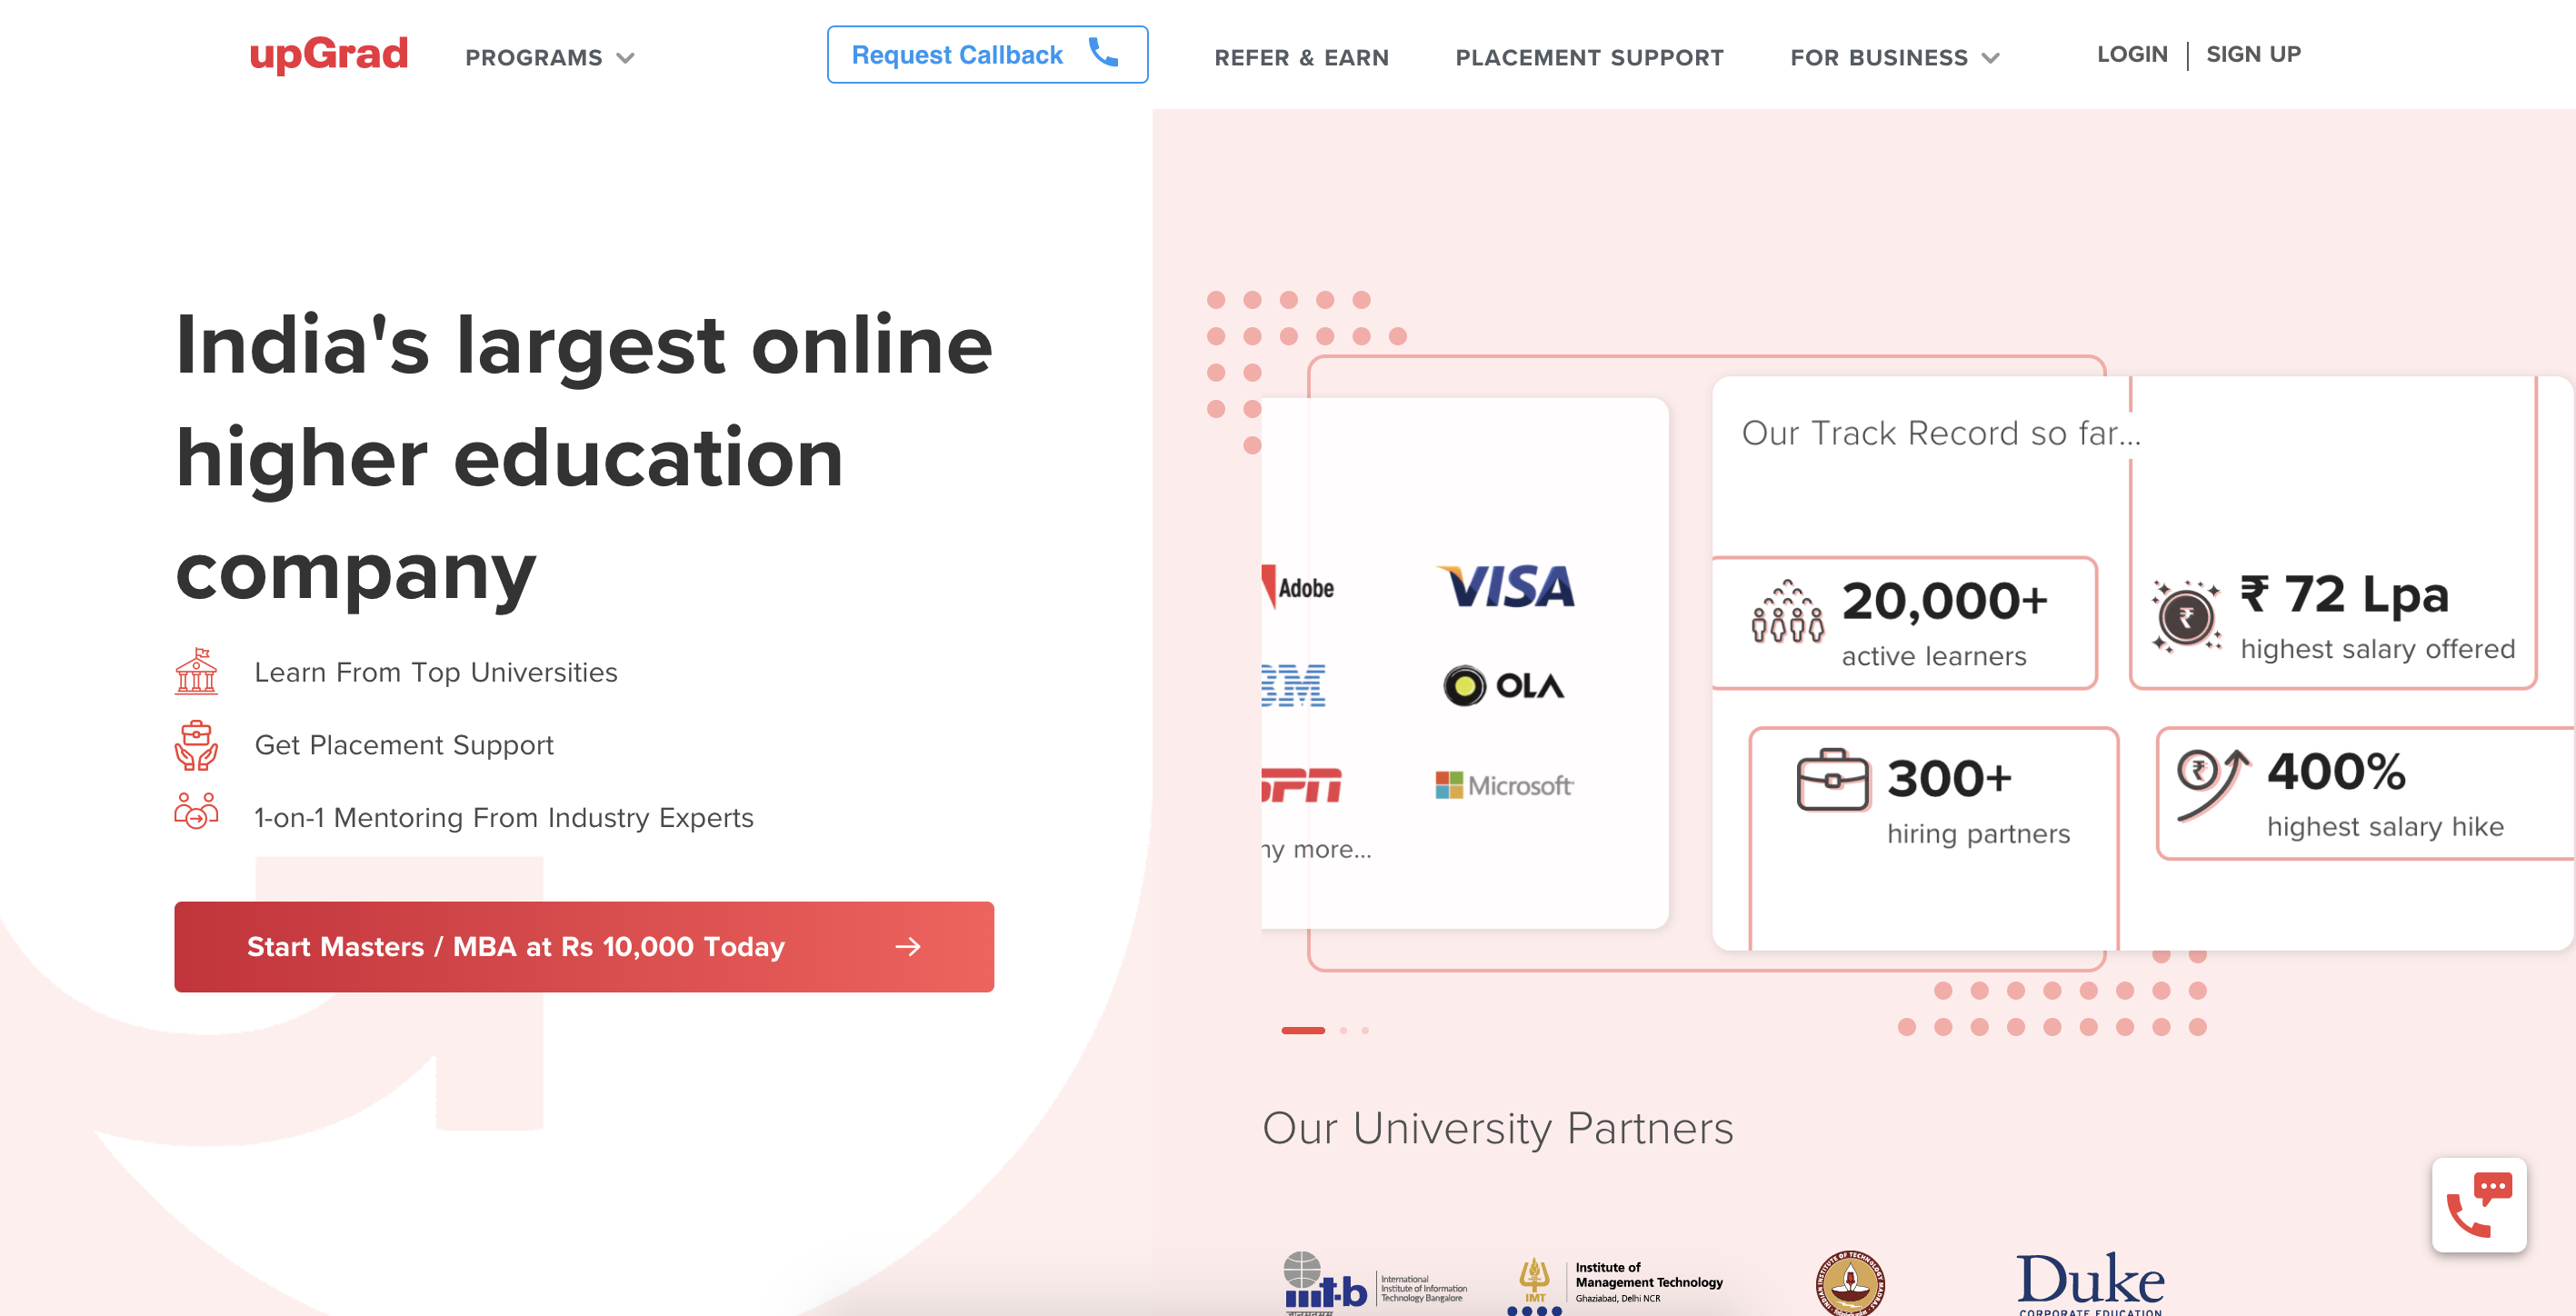 upGrad
PROGRAMS
Request Callback
REFER & EARN
PLACEMENT SUPPORT
FOR BUSINESS
LOGIN | SIGN UP
India's largest online
higher education
company
Learn From Top Universities
Get Placement Support
1-on-1 Mentoring From Industry Experts
Start Masters / MBA at Rs 10,000 Today
Adobe
VISA
OLA
Microsoft
more...
Our Track Record so far...
20,000+
active learners
₹ 72 Lpa
highest salary offered
300+
hiring partners
₹
400%
highest salary hike
Our University Partners
International
Institute of Information
Technology Bangalore
IMT
Institute of
Management Technology
Ghaziabad, Delhi NCR
Duke
CORPORATE EDUCATION